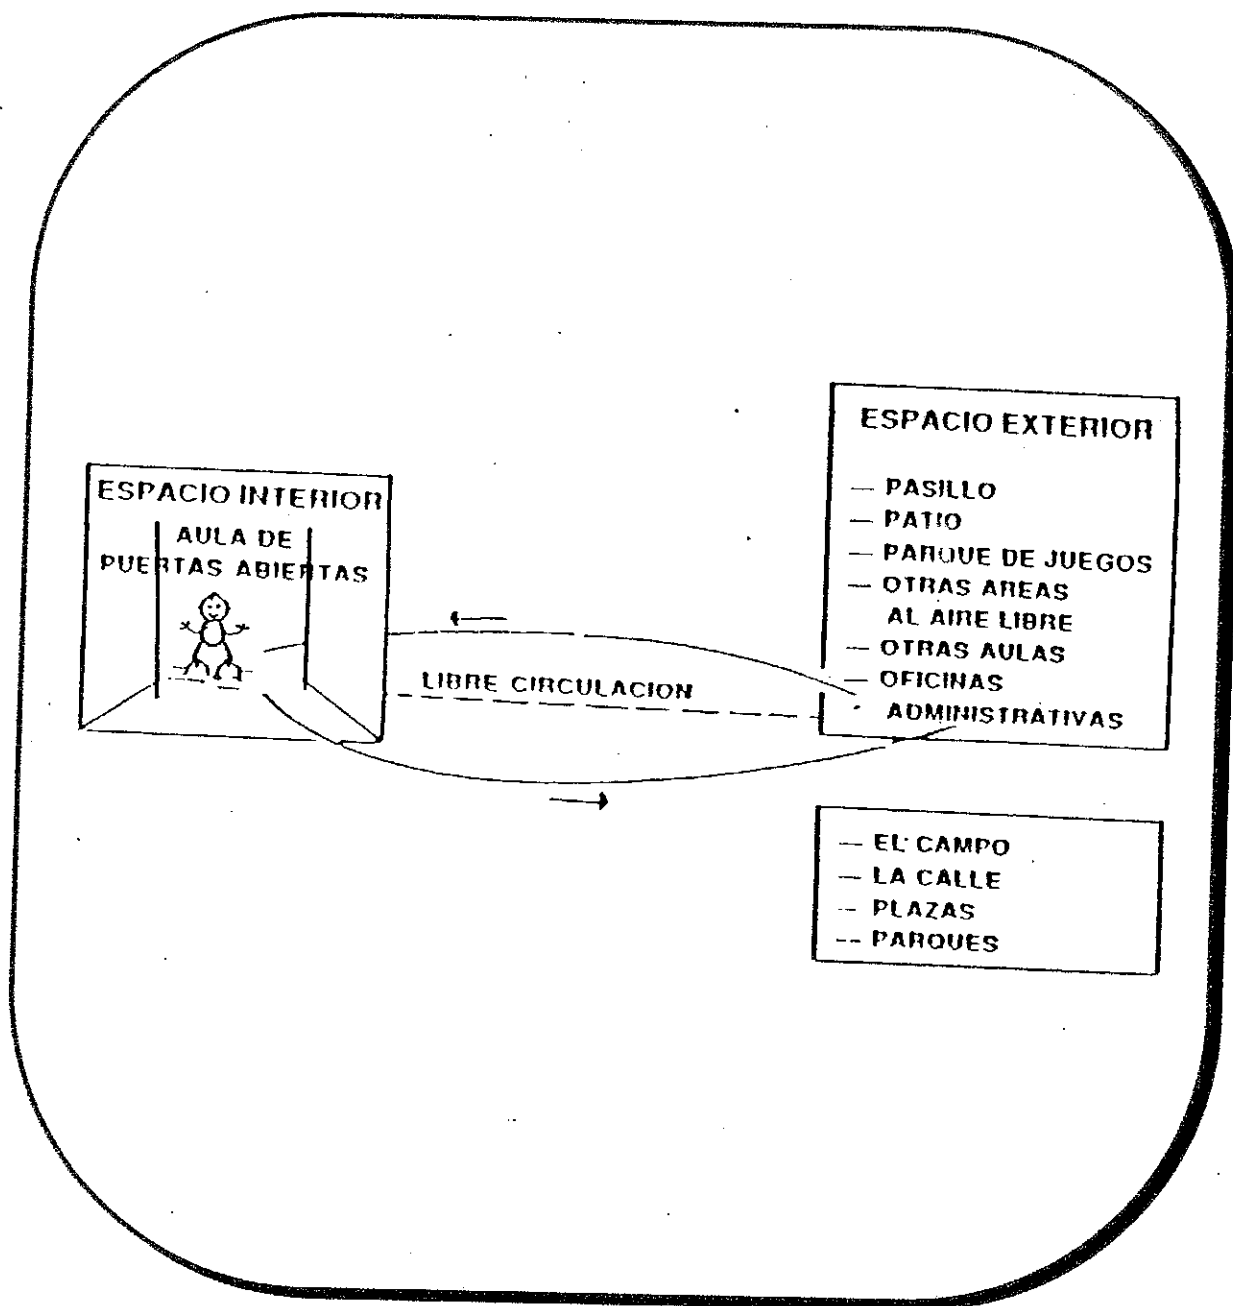 ESPACIO INTERIOR
AULA DE
PUERTAS ABIERTAS
LIBRE CIRCULACION
ESPACIO EXTERIOR
— PASILLO
— PATIO
— PARQUE DE JUEGOS
— OTRAS AREAS
AL AIRE LIBRE
— OTRAS AULAS
— OFICINAS
ADMINISTRATIVAS
— EL CAMPO
— LA CALLE
— PLAZAS
-- PARQUES